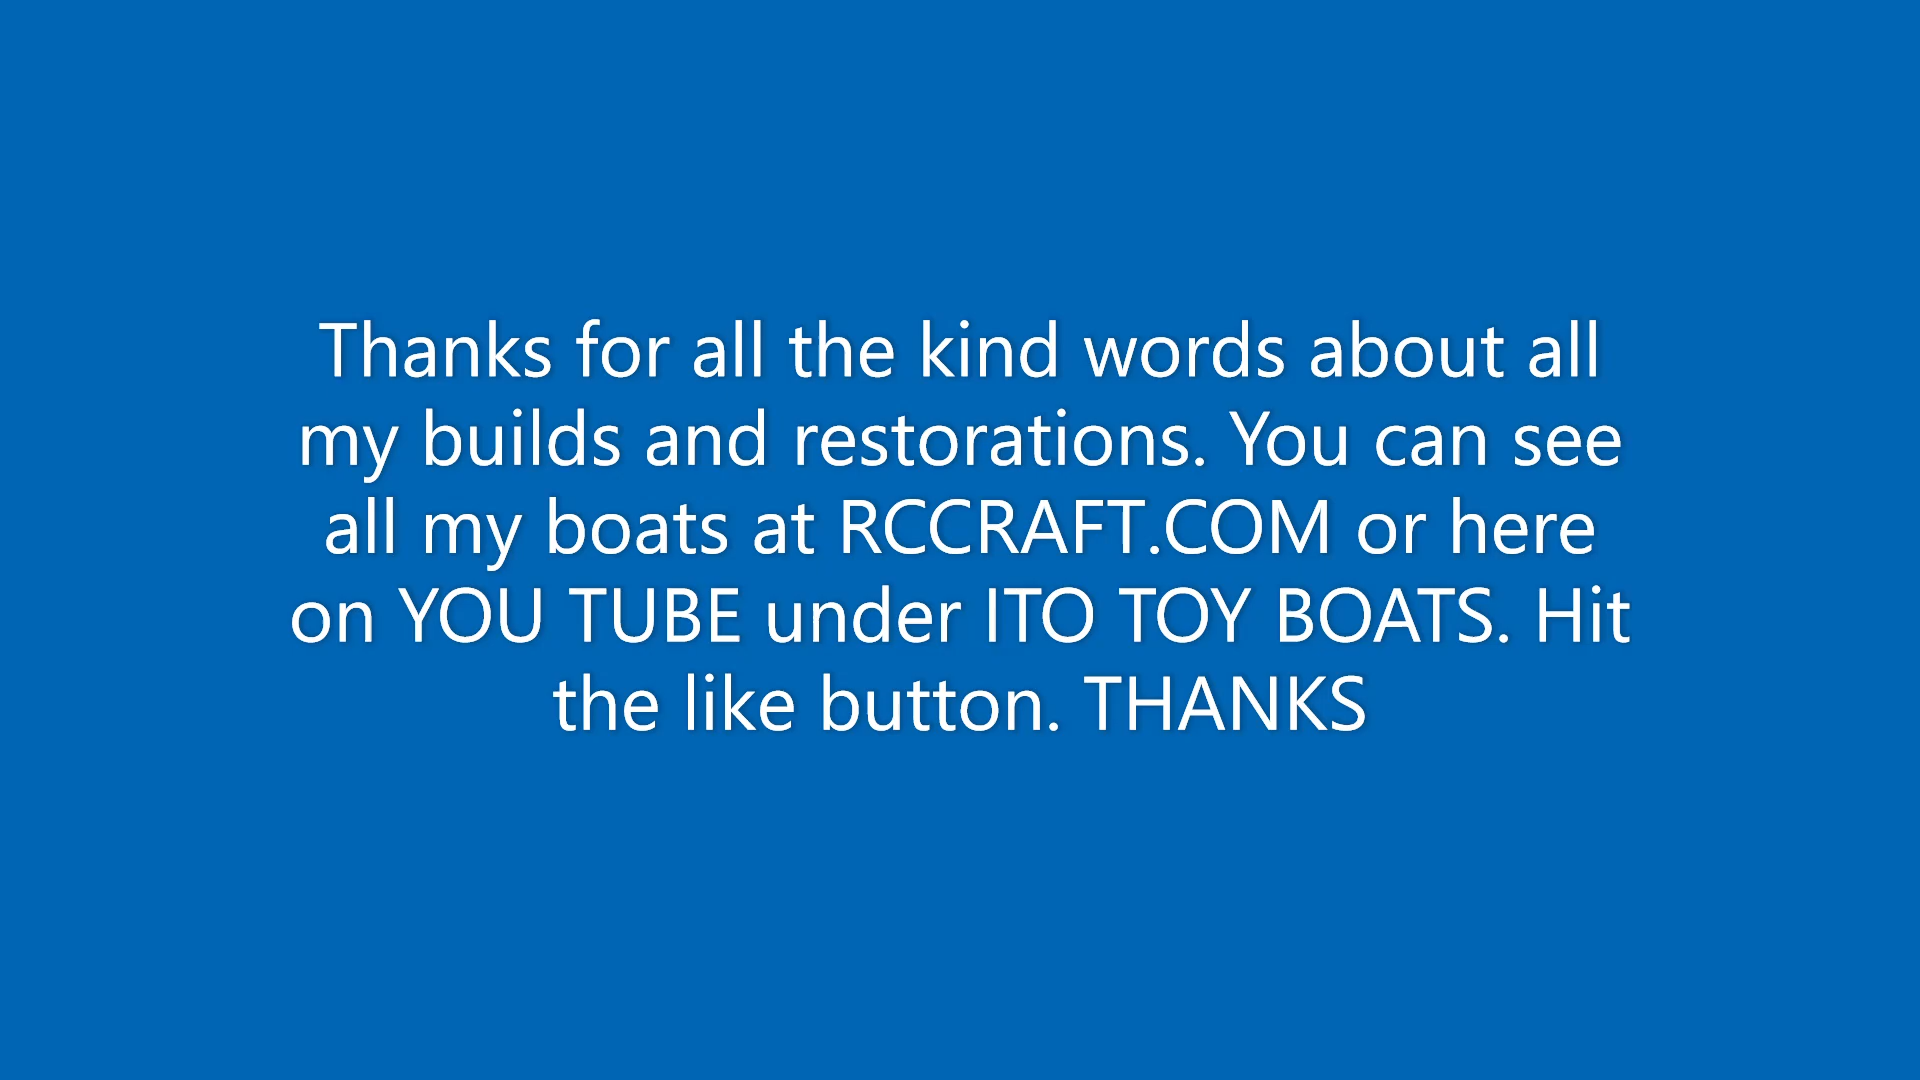 Thanks for all the kind words about all
my builds and restorations. You can see
all my boats at RCCRAFT.COM or here
on YOU TUBE under ITO TOY BOATS. Hit
the like button. THANKS